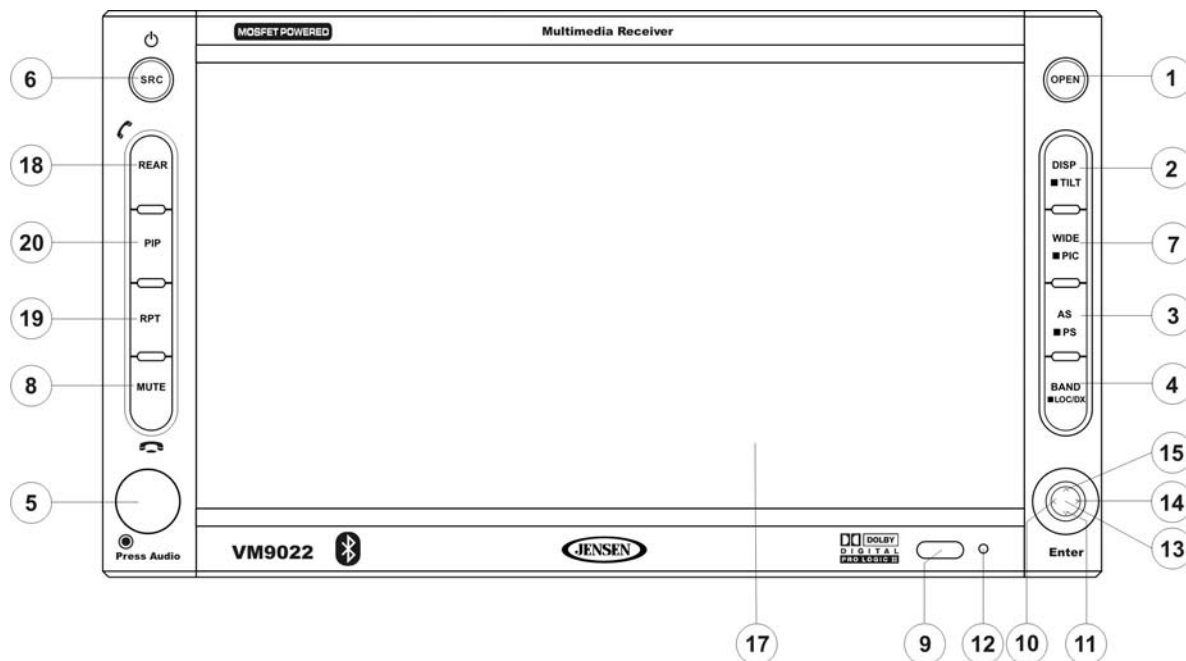 MOSFET POWERED
Multimedia Receiver
6
SRC
OPEN
1
18
REAR
DISP
■ TILT
2
20
PIP
WIDE
■ PIC
7
19
RPT
AS
■ PS
3
8
MUTE
BAND
■ LOC/DX
4
15
5
14
Press Audio
VM9022
JENSEN
DOLBY
DIGITAL
PRO LOGIC II
Enter
13
17
9
12
10
11